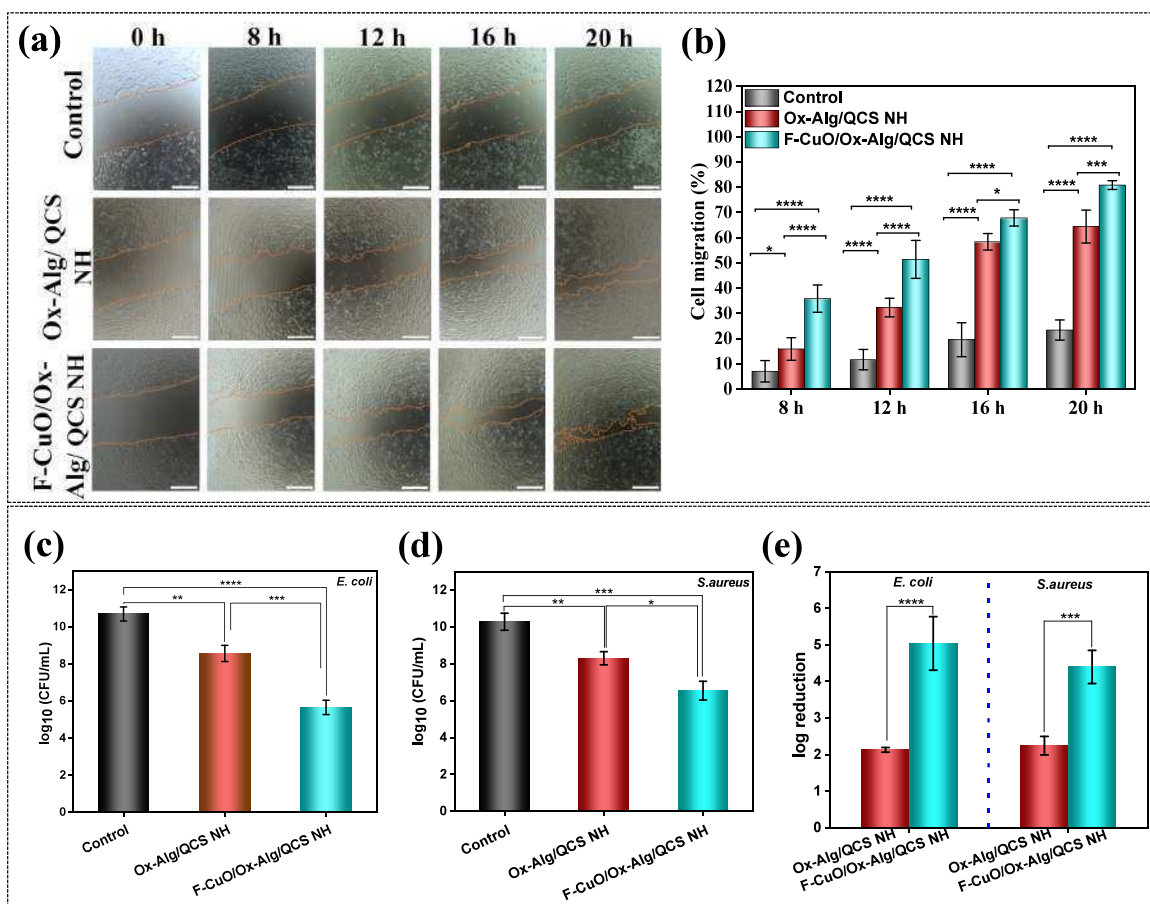 (a)
0 h 8 h 12 h 16 h 20 h
Control
Ox-Alg/ QCS
NH
F-CuO/Ox-
Alg/ QCS NH
(b)
Control
Ox-Alg/QCS NH
F-CuO/Ox-Alg/QCS NH
Cell migration (%)
120
110
100
90
80
70
60
50
40
30
20
10
0
**** **** *
**** **** ****
**** **** *
**** **** ***
8 h 12 h 16 h 20 h
(c)
E. coli
****
** ***
log10 (CFU/mL)
12
10
8
6
4
2
0
Control
Ox-Alg/QCS NH
F-CuO/Ox-Alg/QCS NH
(d)
S.aureus
***
** *
log10 (CFU/mL)
12
10
8
6
4
2
0
Control
Ox-Alg/QCS NH
F-CuO/Ox-Alg/QCS NH
(e)
E. coli S.aureus
**** ***
log reduction
7
6
5
4
3
2
1
0
Ox-Alg/QCS NH
F-CuO/Ox-Alg/QCS NH
Ox-Alg/QCS NH
F-CuO/Ox-Alg/QCS NH